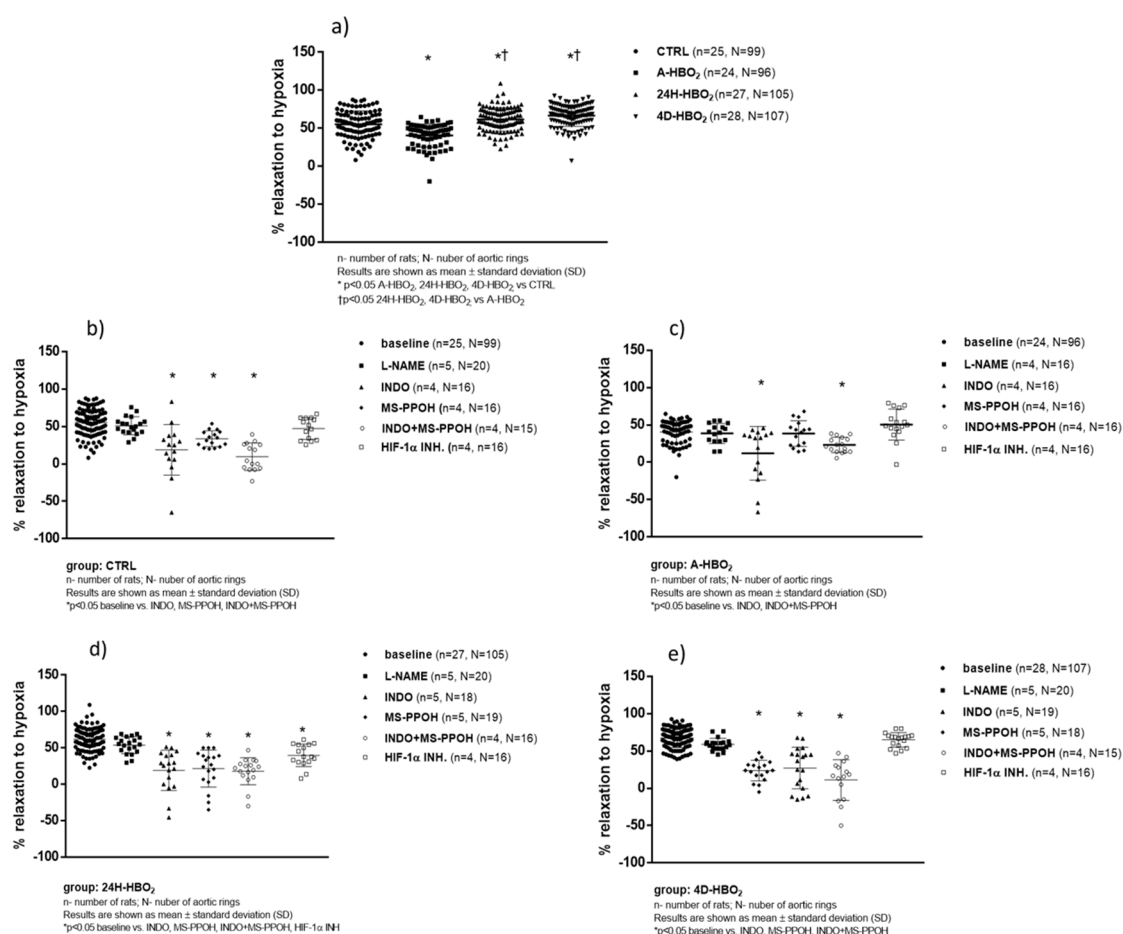 a)
150
100
50
0
-50
-100
% relaxation to hypoxia
*
*†
*†
CTRL (n=25, N=99)
A-HBO₂ (n=24, N=96)
24H-HBO₂(n=27, N=105)
4D-HBO₂ (n=28, N=107)
n- number of rats; N- nuber of aortic rings
Results are shown as mean ± standard deviation (SD)
* p<0.05 A-HBO₂, 24H-HBO₂, 4D-HBO₂ vs CTRL
†p<0.05 24H-HBO₂, 4D-HBO₂ vs A-HBO₂
b)
150
100
50
0
-50
-100
% relaxation to hypoxia
* * *
baseline (n=25, N=99)
L-NAME (n=5, N=20)
INDO (n=4, N=16)
MS-PPOH (n=4, N=16)
INDO+MS-PPOH (n=4, N=15)
HIF-1α INH. (n=4, n=16)
group: CTRL
n- number of rats; N- nuber of aortic rings
Results are shown as mean ± standard deviation (SD)
*p<0.05 baseline vs. INDO, MS-PPOH, INDO+MS-PPOH
c)
150
100
50
0
-50
-100
% relaxation to hypoxia
* *
baseline (n=24, N=96)
L-NAME (n=4, N=16)
INDO (n=4, N=16)
MS-PPOH (n=4, N=16)
INDO+MS-PPOH (n=4, N=16)
HIF-1α INH. (n=4, N=16)
group: A-HBO₂
n- number of rats; N- nuber of aortic rings
Results are shown as mean ± standard deviation (SD)
*p<0.05 baseline vs. INDO, INDO+MS-PPOH
d)
150
100
50
0
-50
-100
% relaxation to hypoxia
* * * *
baseline (n=27, N=105)
L-NAME (n=5, N=20)
INDO (n=5, N=18)
MS-PPOH (n=5, N=19)
INDO+MS-PPOH (n=4, N=16)
HIF-1α INH. (n=4, N=16)
group: 24H-HBO₂
n- number of rats; N- nuber of aortic rings
Results are shown as mean ± standard deviation (SD)
*p<0.05 baseline vs. INDO, MS-PPOH, INDO+MS-PPOH, HIF-1α INH
e)
150
100
50
0
-50
-100
% relaxation to hypoxia
* * *
baseline (n=28, N=107)
L-NAME (n=5, N=20)
INDO (n=5, N=19)
MS-PPOH (n=5, N=18)
INDO+MS-PPOH (n=4, N=15)
HIF-1α INH. (n=4, N=16)
group: 4D-HBO₂
n- number of rats; N- nuber of aortic rings
Results are shown as mean ± standard deviation (SD)
*p<0.05 baseline vs. INDO, MS-PPOH, INDO+MS-PPOH